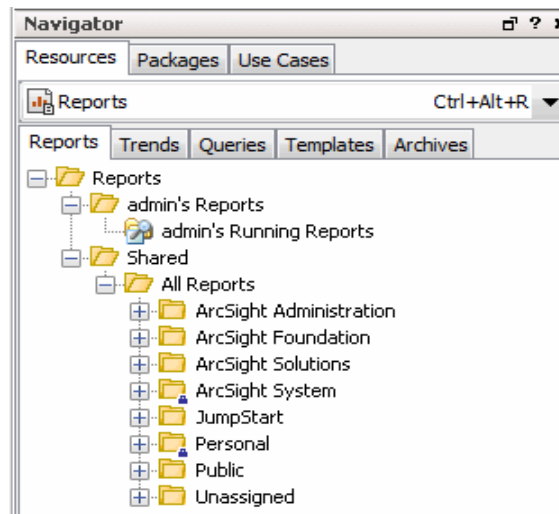 Navigator
Resources Packages Use Cases
Reports Ctrl+Alt+R
Reports Trends Queries Templates Archives
Reports
admin's Reports
admin's Running Reports
Shared
All Reports
ArcSight Administration
ArcSight Foundation
ArcSight Solutions
ArcSight System
JumpStart
Personal
Public
Unassigned